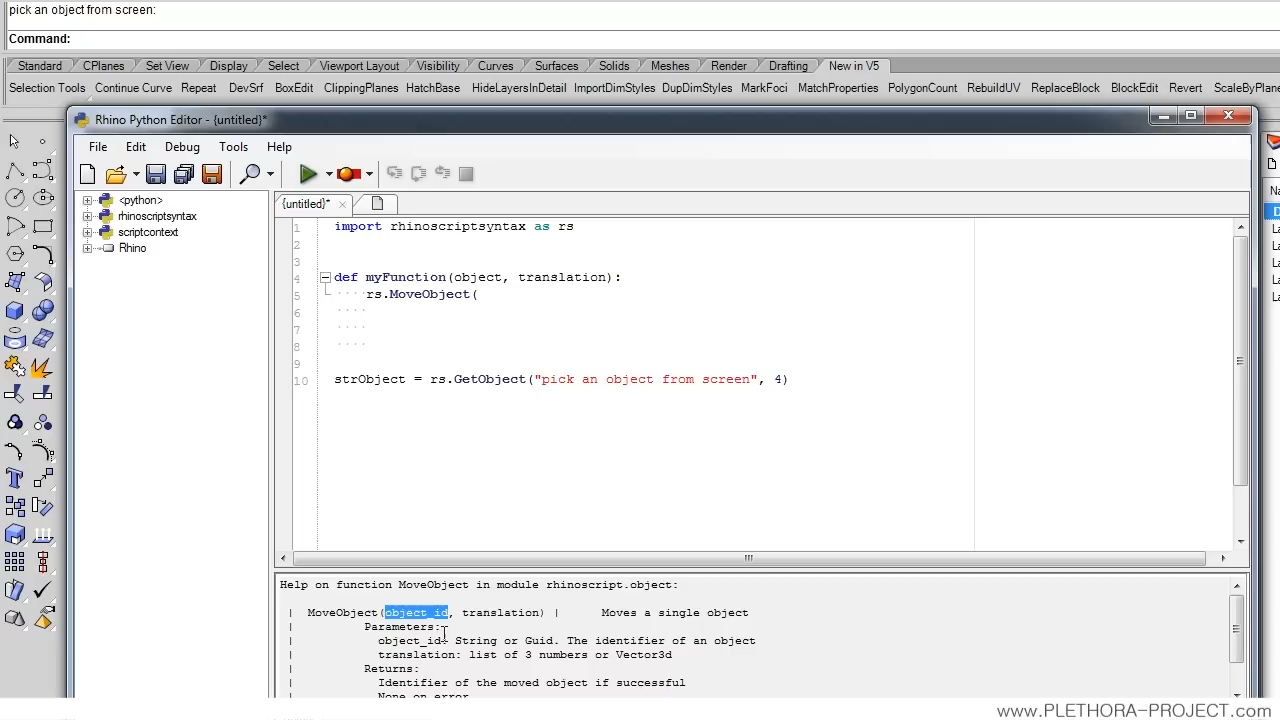 pick an object from screen:
Command:
Standard CPlanes Set View Display Select Viewport Layout Visibility Curves Surfaces Solids Meshes Render Drafting New in V5
Selection Tools Continue Curve Repeat DevSrf BoxEdit ClippingPlanes HatchBase HideLayersInDetail ImportDimStyles DupDimStyles MarkFoci MatchProperties PolygonCount RebuildUV ReplaceBlock BlockEdit Revert ScaleByPlane
Rhino Python Editor - {untitled}*
File Edit Debug Tools Help
{untitled}*
<python>
rhinoscriptsyntax
scriptcontext
Rhino
1 import rhinoscriptsyntax as rs
2
3
4 def myFunction(object, translation):
5 rs.MoveObject(
6
7
8
9
10 strObject = rs.GetObject("pick an object from screen", 4)
Help on function MoveObject in module rhinoscript.object:
| MoveObject(object_id, translation) | Moves a single object
| Parameters:
| object_id: String or Guid. The identifier of an object
| translation: list of 3 numbers or Vector3d
| Returns:
| Identifier of the moved object if successful
None on error
www.PLETHORA-PROJECT.com